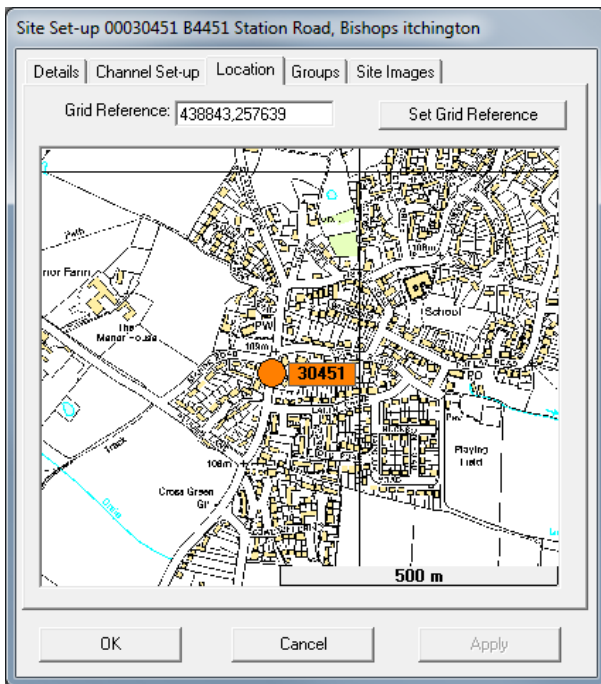 Site Set-up 00030451 B4451 Station Road, Bishops itchington
Details Channel Set-up Location Groups Site Images
Grid Reference: 438843,257639 Set Grid Reference
Path
nor Farm
108m
School
The
Manor House
PW
109m
30451
PO
Track
106m
Playing
Field
Cross Green
Drain
500 m
OK Cancel Apply